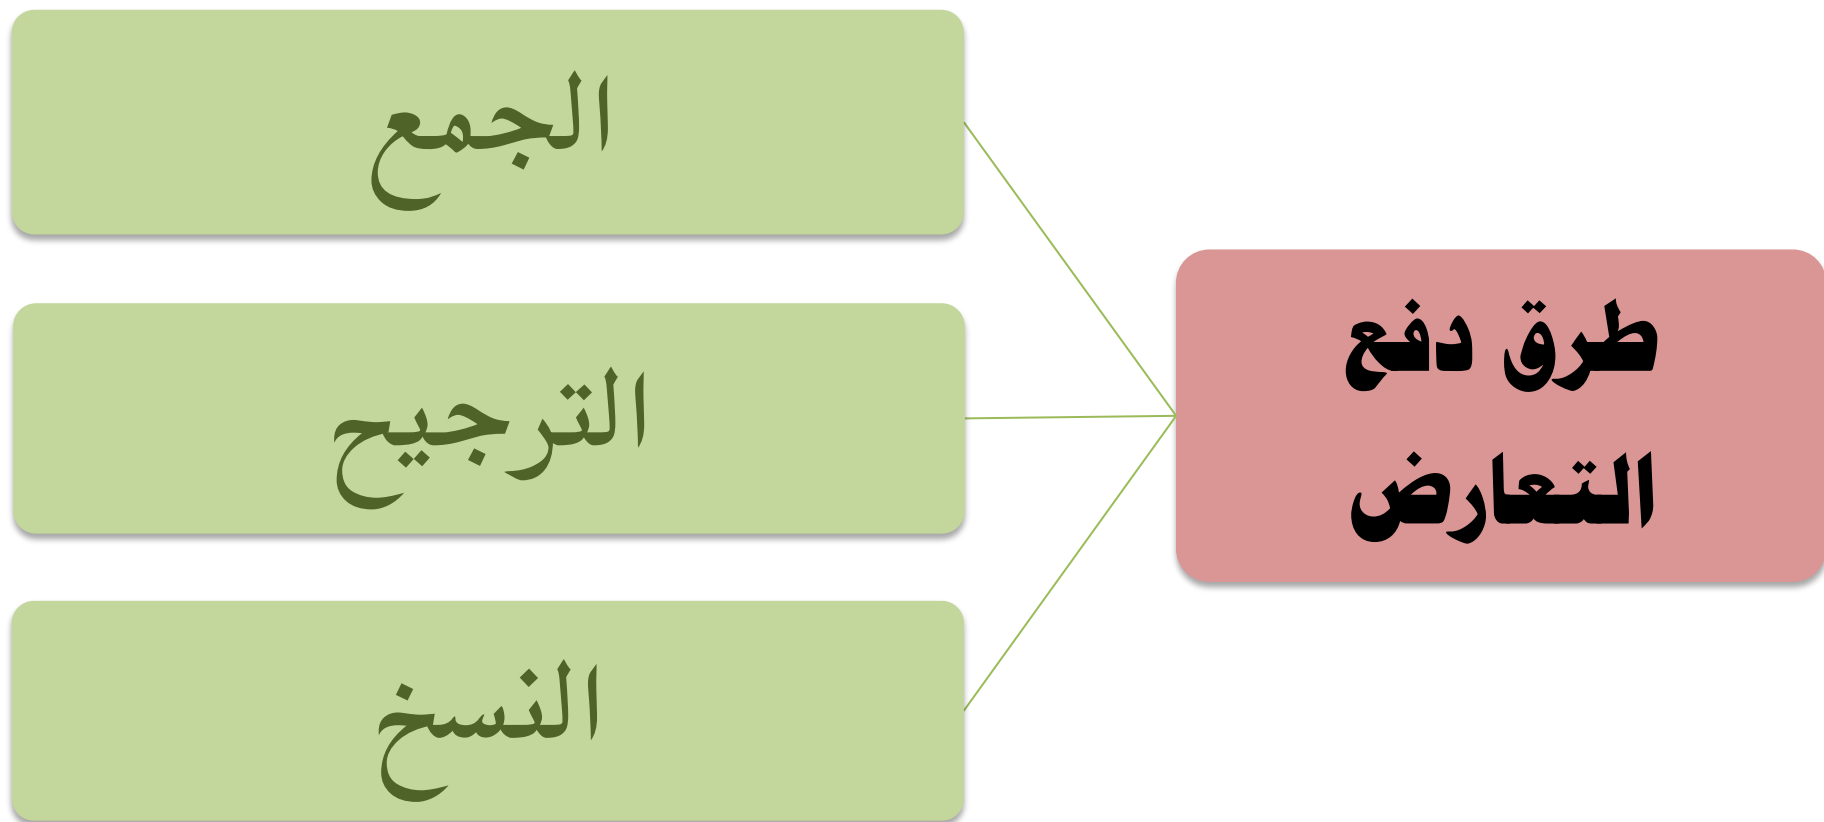 طرق دفع
التعارض
الجمع
الترجيح
النسخ